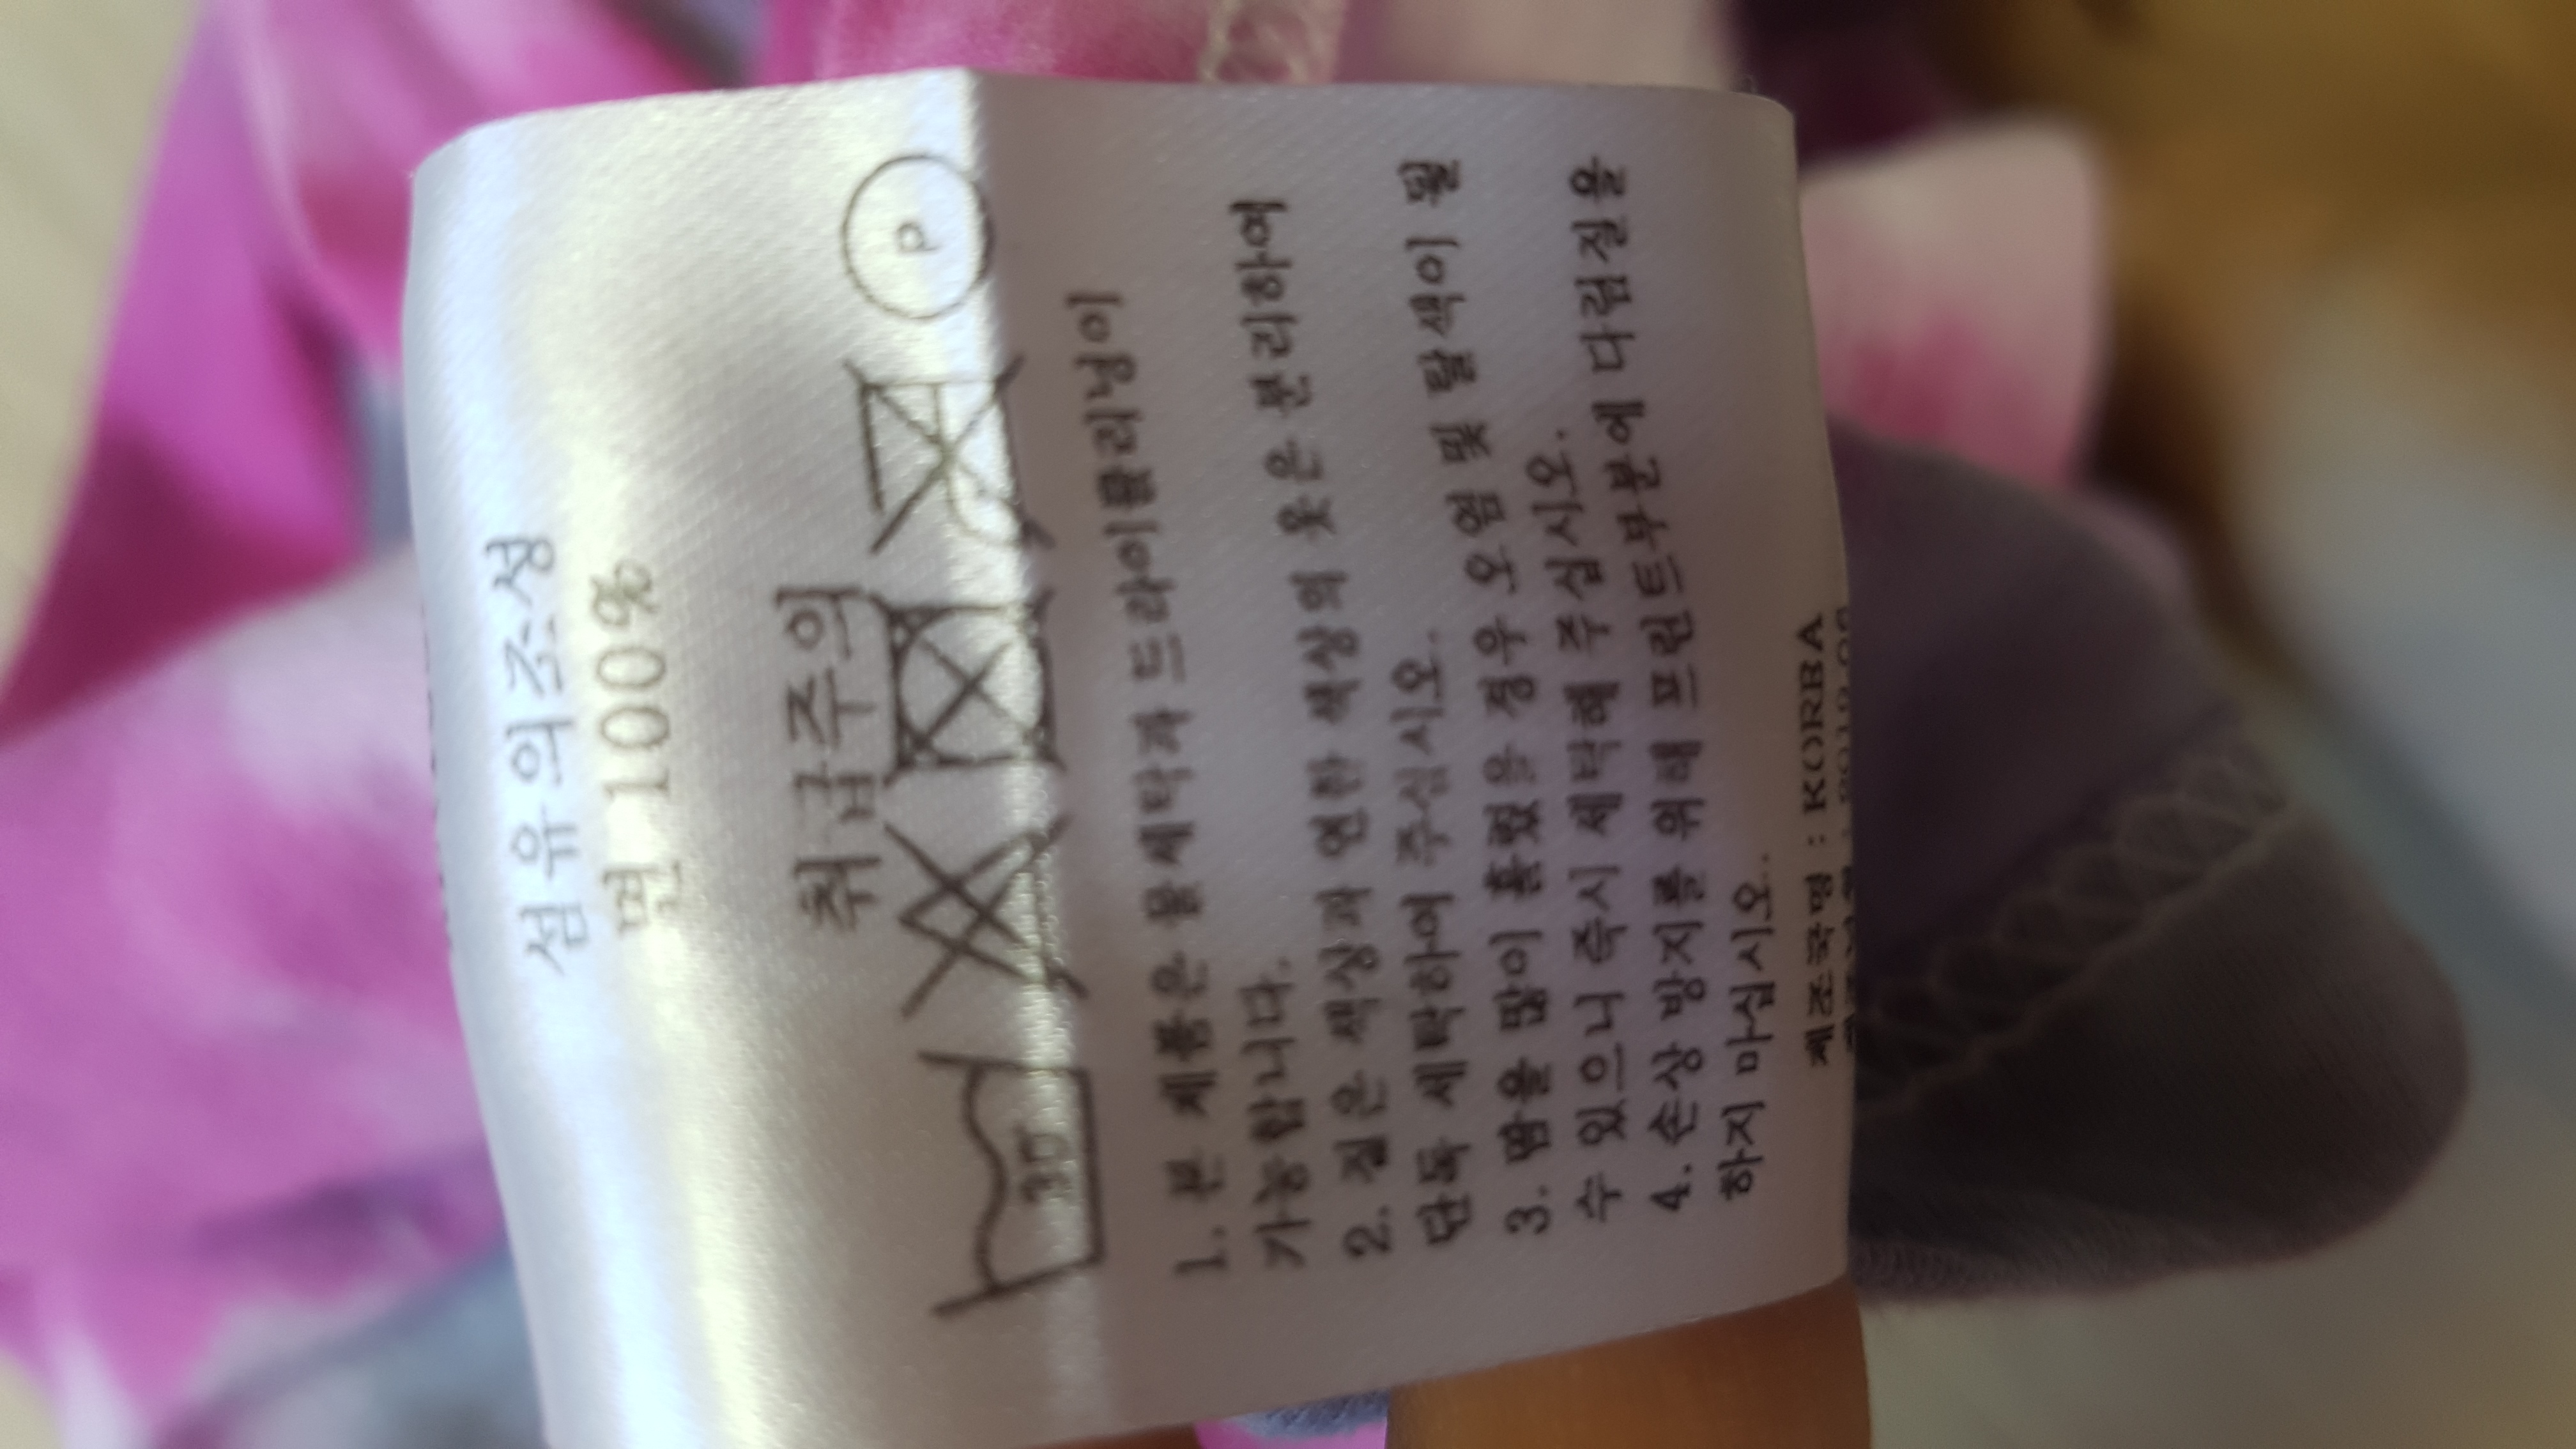 섬유의조성
면 100%
취급주의
30
P
1. 본 제품은 물세탁과 드라이클리닝이
가능합니다.
2. 짙은 색상과 연한 색상의 옷은 분리하여
단독 세탁하여 주십시오.
3. 땀을 많이 흘렸을 경우 오염 및 탈색이 될
수 있으니 즉시 세탁해 주십시오.
4. 손상 방지를 위해 프린트부분에 다림질을
하지 마십시오.
제조국명 : KOREA